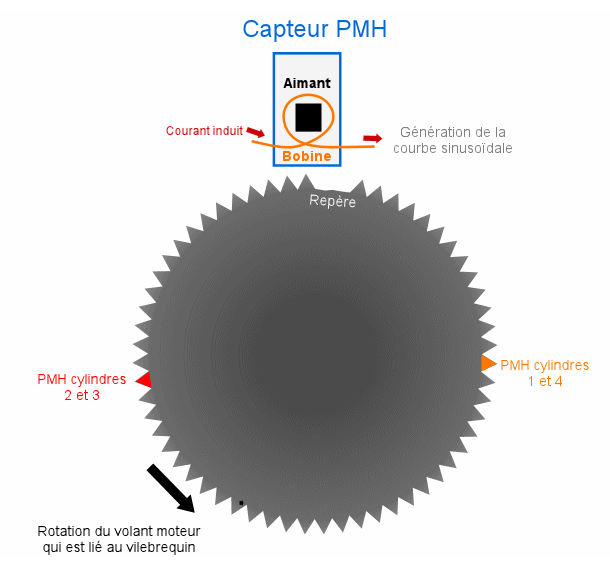 Capteur PMH
Aimant
Courant induit
Bobine
Génération de la
courbe sinusoïdale
Repère
PMH cylindres
2 et 3
PMH cylindres
1 et 4
Rotation du volant moteur
qui est lié au vilebrequin